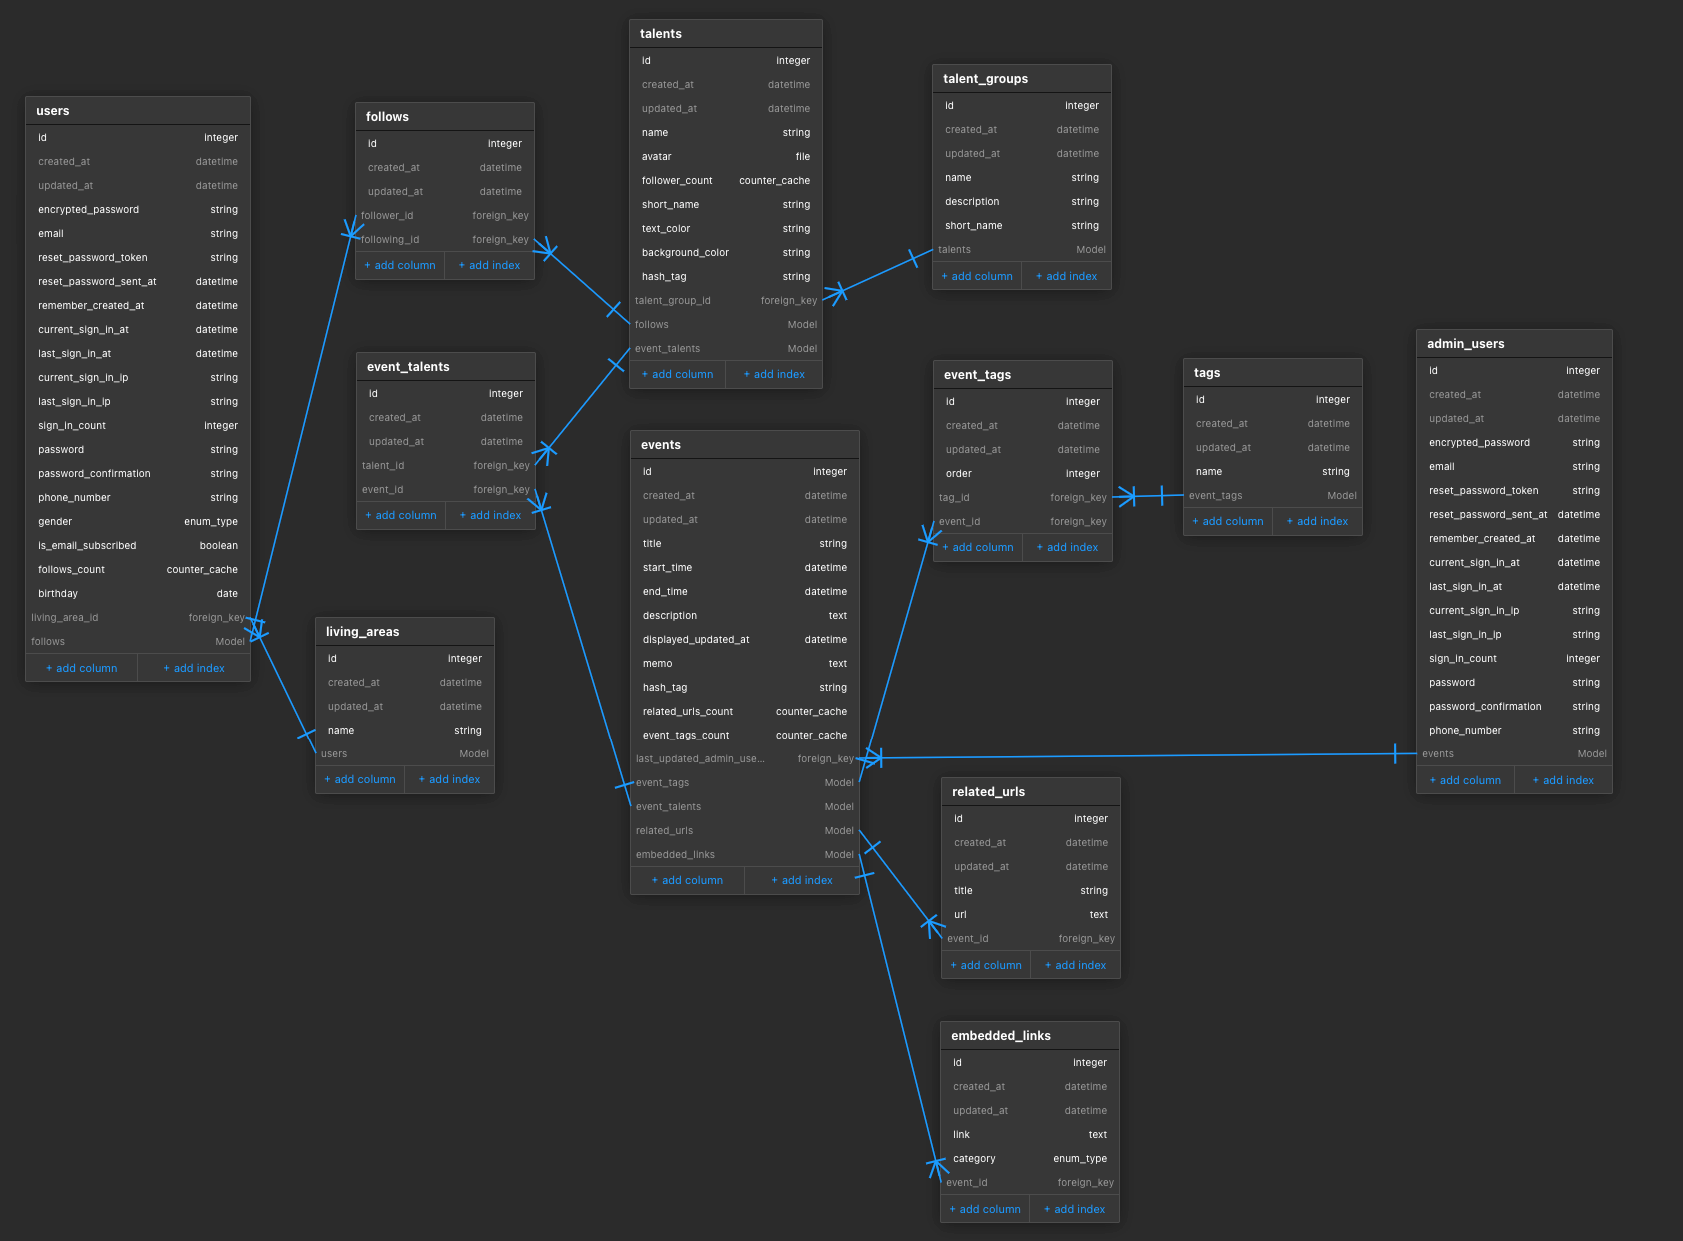 users
id integer
created_at datetime
updated_at datetime
encrypted_password string
email string
reset_password_token string
reset_password_sent_at datetime
remember_created_at datetime
current_sign_in_at datetime
last_sign_in_at datetime
current_sign_in_ip string
last_sign_in_ip string
sign_in_count integer
password string
password_confirmation string
phone_number string
gender enum_type
is_email_subscribed boolean
follows_count counter_cache
birthday date
living_area_id foreign_key
follows Model
+ add column + add index
follows
id integer
created_at datetime
updated_at datetime
follower_id foreign_key
following_id foreign_key
+ add column + add index
event_talents
id integer
created_at datetime
updated_at datetime
talent_id foreign_key
event_id foreign_key
+ add column + add index
living_areas
id integer
created_at datetime
updated_at datetime
name string
users Model
+ add column + add index
talents
id integer
created_at datetime
updated_at datetime
name string
avatar file
follower_count counter_cache
short_name string
text_color string
background_color string
hash_tag string
talent_group_id foreign_key
follows Model
event_talents Model
+ add column + add index
events
id integer
created_at datetime
updated_at datetime
title string
start_time datetime
end_time datetime
description text
displayed_updated_at datetime
memo text
hash_tag string
related_urls_count counter_cache
event_tags_count counter_cache
last_updated_admin_use... foreign_key
event_tags Model
event_talents Model
related_urls Model
embedded_links Model
+ add column + add index
talent_groups
id integer
created_at datetime
updated_at datetime
name string
description string
short_name string
talents Model
+ add column + add index
event_tags
id integer
created_at datetime
updated_at datetime
order integer
tag_id foreign_key
event_id foreign_key
+ add column + add index
related_urls
id integer
created_at datetime
updated_at datetime
title string
url text
event_id foreign_key
+ add column + add index
embedded_links
id integer
created_at datetime
updated_at datetime
link text
category enum_type
event_id foreign_key
+ add column + add index
tags
id integer
created_at datetime
updated_at datetime
name string
event_tags Model
+ add column + add index
admin_users
id integer
created_at datetime
updated_at datetime
encrypted_password string
email string
reset_password_token string
reset_password_sent_at datetime
remember_created_at datetime
current_sign_in_at datetime
last_sign_in_at datetime
current_sign_in_ip string
last_sign_in_ip string
sign_in_count integer
password string
password_confirmation string
phone_number string
events Model
+ add column + add index